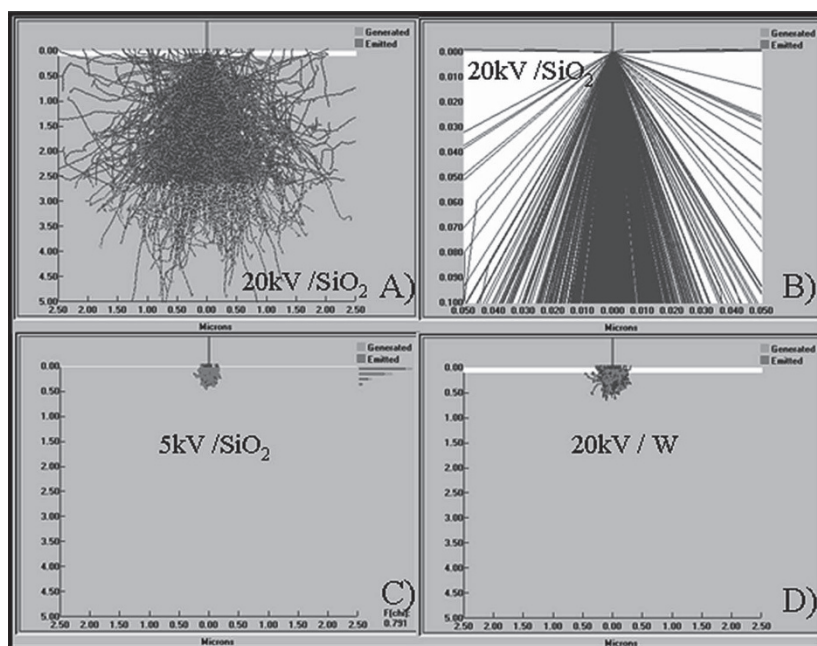 Generated
Emitted
0.00
0.50
1.00
1.50
2.00
2.50
3.00
3.50
4.00
4.50
5.00
2.50 2.00 1.50 1.00 0.50 0.00 0.50 1.00 1.50 2.00 2.50
Microns
20kV /SiO2 A)
Generated
Emitted
0.000
0.010
0.020
0.030
0.040
0.050
0.060
0.070
0.080
0.090
0.100
0.050 0.040 0.030 0.020 0.010 0.000 0.010 0.020 0.030 0.040 0.050
Microns
20kV /SiO2
B)
Generated
Emitted
0.00
0.50
1.00
1.50
2.00
2.50
3.00
3.50
4.00
4.50
5.00
2.50 2.00 1.50 1.00 0.50 0.00 0.50 1.00 1.50 2.00 2.50
Microns
5kV /SiO2
C)
F(chi):
0.791
Generated
Emitted
0.00
0.50
1.00
1.50
2.00
2.50
3.00
3.50
4.00
4.50
5.00
2.50 2.00 1.50 1.00 0.50 0.00 0.50 1.00 1.50 2.00 2.50
Microns
20kV / W
D)